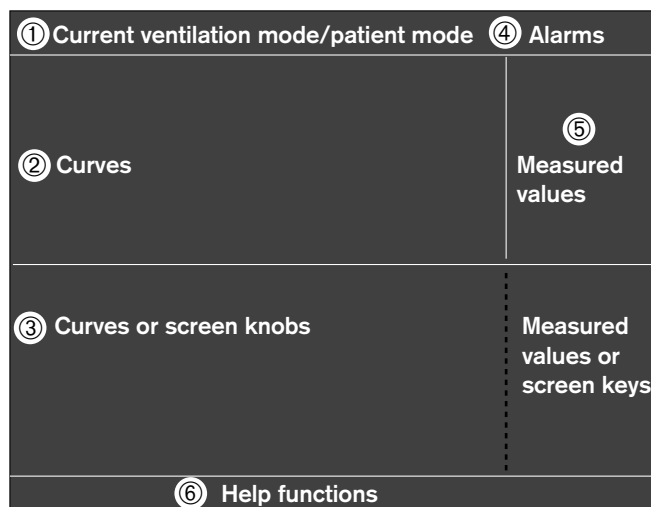 ① Current ventilation mode/patient mode ④ Alarms
② Curves
⑤
Measured
values
③ Curves or screen knobs
Measured
values or
screen keys
⑥ Help functions